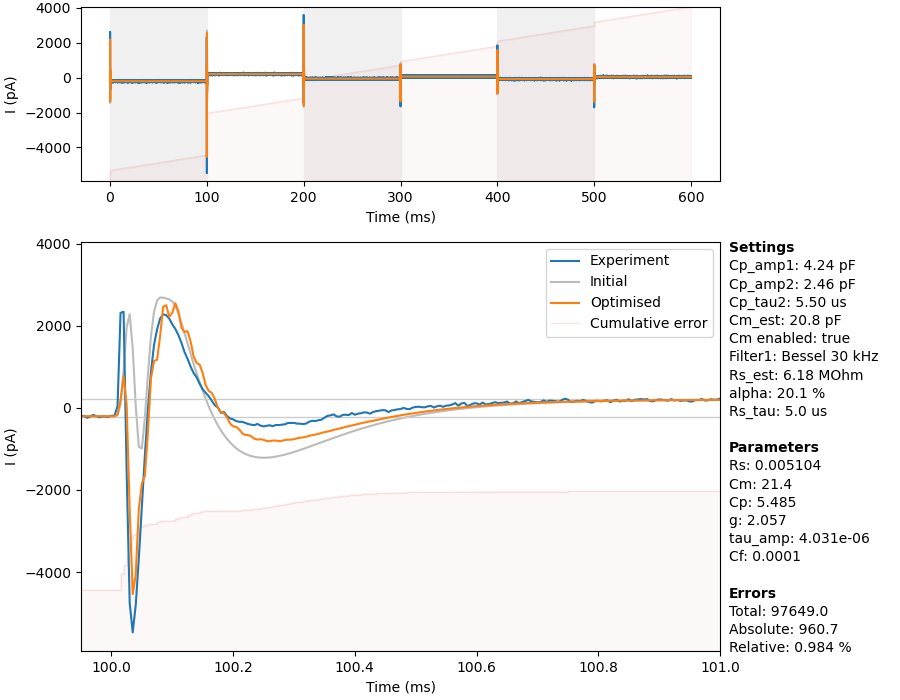 4000
2000
0
−2000
−4000
I (pA)
0 100 200 300 400 500 600
Time (ms)
4000
2000
0
−2000
−4000
I (pA)
100.0 100.2 100.4 100.6 100.8 101.0
Time (ms)
Experiment
Initial
Optimised
Cumulative error
Settings
Cp_amp1: 4.24 pF
Cp_amp2: 2.46 pF
Cp_tau2: 5.50 us
Cm_est: 20.8 pF
Cm enabled: true
Filter1: Bessel 30 kHz
Rs_est: 6.18 MOhm
alpha: 20.1 %
Rs_tau: 5.0 us
Parameters
Rs: 0.005104
Cm: 21.4
Cp: 5.485
g: 2.057
tau_amp: 4.031e-06
Cf: 0.0001
Errors
Total: 97649.0
Absolute: 960.7
Relative: 0.984 %